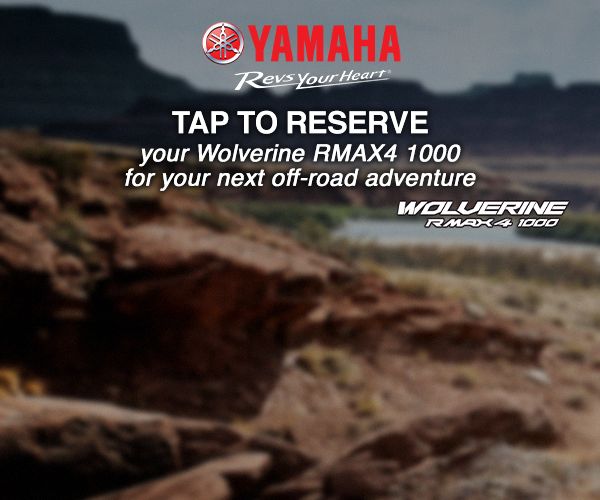 YAMAHA
Revs Your Heart
TAP TO RESERVE
your Wolverine RMAX4 1000
for your next off-road adventure
WOLVERINE
RMAX4 1000